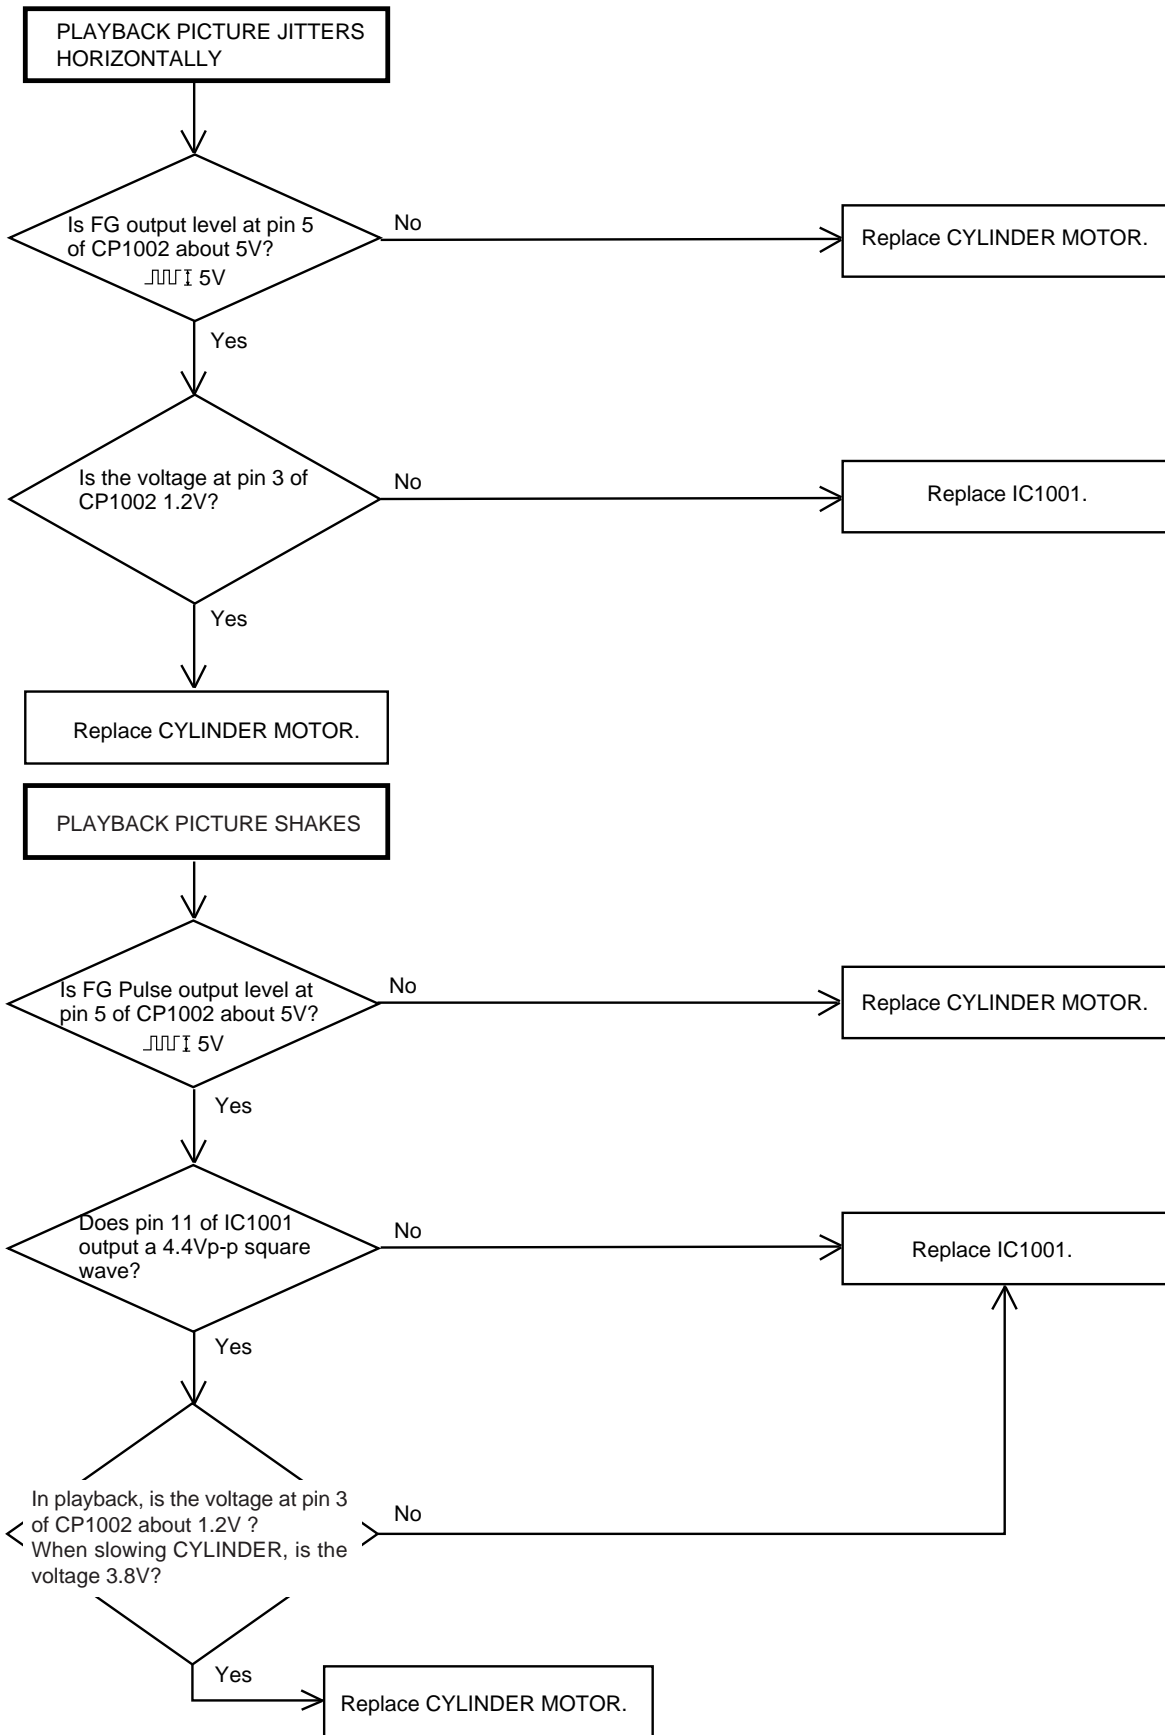 PLAYBACK PICTURE JITTERS
HORIZONTALLY
Is FG output level at pin 5
of CP1002 about 5V?
5V
No
Replace CYLINDER MOTOR.
Yes
Is the voltage at pin 3 of
CP1002 1.2V?
No
Replace IC1001.
Yes
Replace CYLINDER MOTOR.
PLAYBACK PICTURE SHAKES
Is FG Pulse output level at
pin 5 of CP1002 about 5V?
5V
No
Replace CYLINDER MOTOR.
Yes
Does pin 11 of IC1001
output a 4.4Vp-p square
wave?
No
Replace IC1001.
Yes
In playback, is the voltage at pin 3
of CP1002 about 1.2V ?
When slowing CYLINDER, is the
voltage 3.8V?
No
Yes
Replace CYLINDER MOTOR.